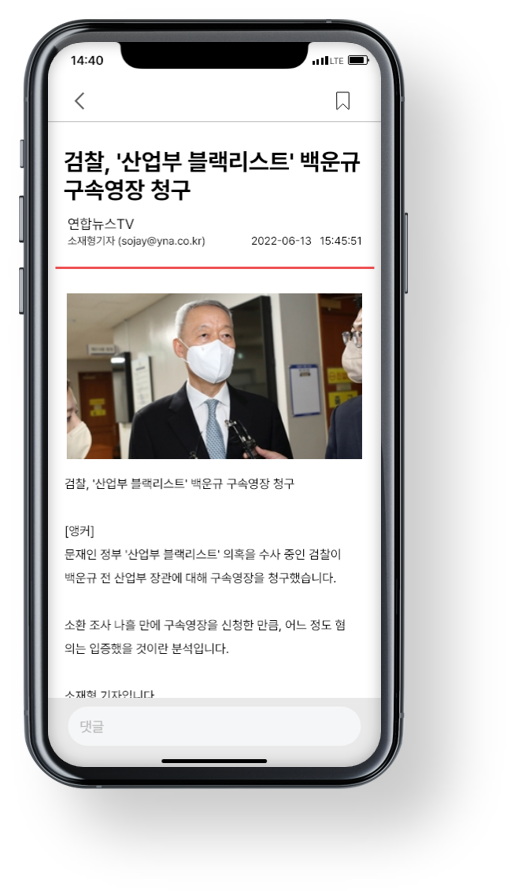 14:40
LTE
검찰, '산업부 블랙리스트' 백운규
구속영장 청구
연합뉴스TV
소재형기자 (sojay@yna.co.kr) 2022-06-13 15:45:51
검찰, '산업부 블랙리스트' 백운규 구속영장 청구
[앵커]
문재인 정부 '산업부 블랙리스트' 의혹을 수사 중인 검찰이
백운규 전 산업부 장관에 대해 구속영장을 청구했습니다.
소환 조사 나흘 만에 구속영장을 신청한 만큼, 어느 정도 혐
의는 입증했을 것이란 분석입니다.
소재형 기자입니다
댓글